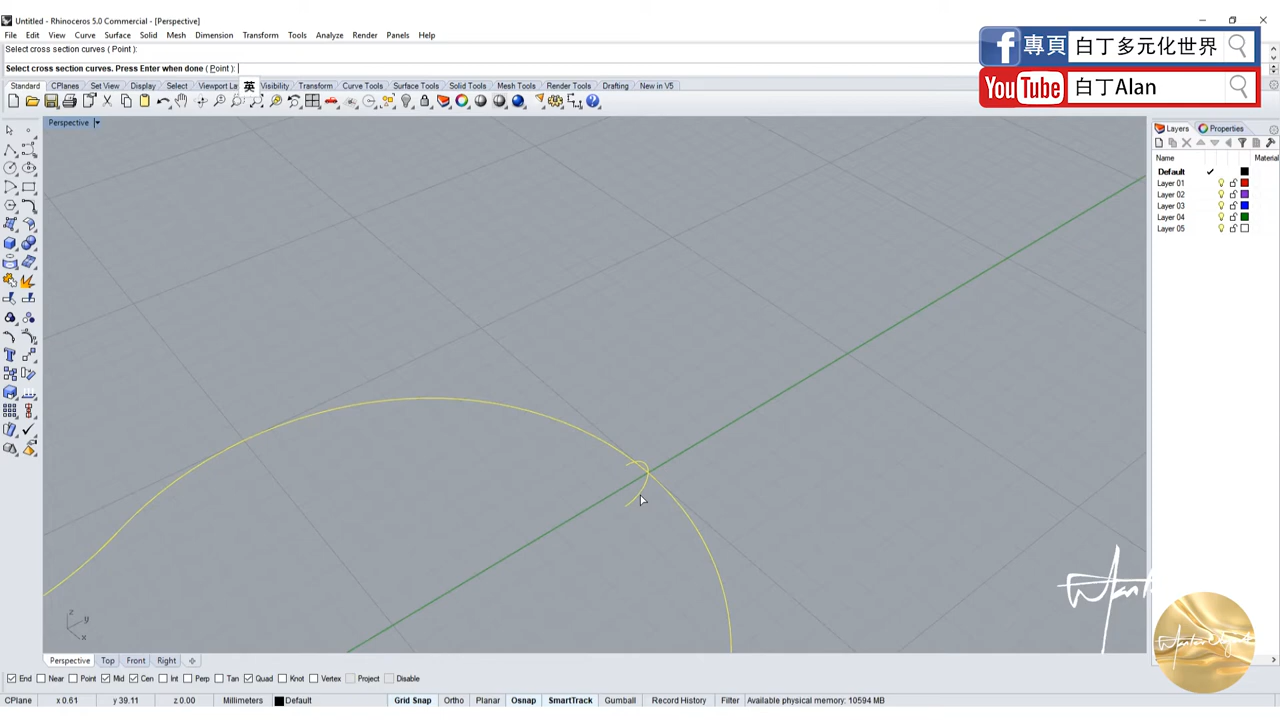 Untitled - Rhinoceros 5.0 Commercial - [Perspective]
File Edit View Curve Surface Solid Mesh Dimension Transform Tools Analyze Render Panels Help
Select cross section curves ( Point ):
Select cross section curves. Press Enter when done ( Point ):
Standard CPlanes Set View Display Select Viewport La 英 Visibility Transform Curve Tools Surface Tools Solid Tools Mesh Tools Render Tools Drafting New in V5
專頁 白丁多元化世界
YouTube 白丁Alan
Perspective
Layers Properties
Name Material
Default
Layer 01
Layer 02
Layer 03
Layer 04
Layer 05
z
y
x
Perspective Top Front Right
End Near Point Mid Cen Int Perp Tan Quad Knot Vertex Project Disable
CPlane x 0.61 y 39.11 z 0.00 Millimeters Default Grid Snap Ortho Planar Osnap SmartTrack Gumball Record History Filter Available physical memory: 10594 MB